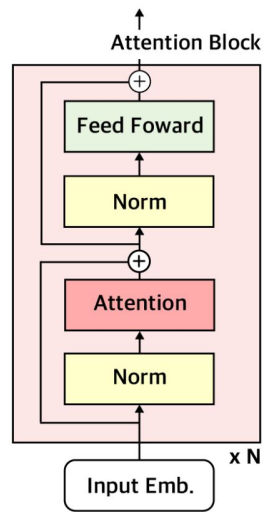 Attention Block
+
Feed Foward
Norm
+
Attention
Norm
x N
Input Emb.